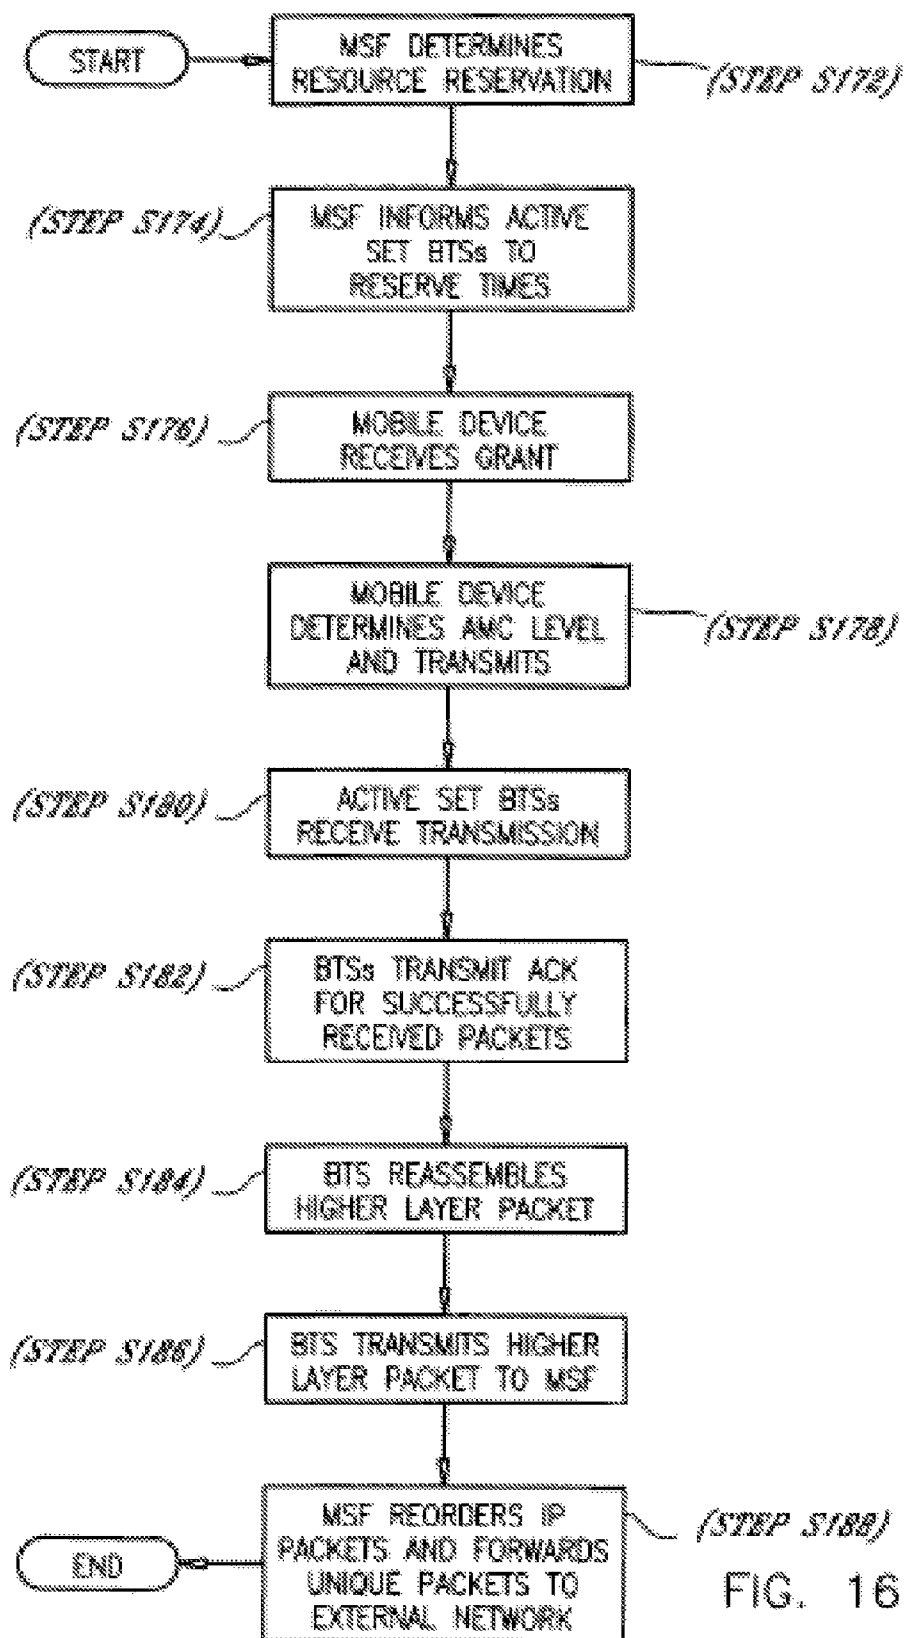 START
MSF DETERMINES
RESOURCE RESERVATION
(STEP S172)
(STEP S174)
MSF INFORMS ACTIVE
SET BTSs TO
RESERVE TIMES
(STEP S176)
MOBILE DEVICE
RECEIVES GRANT
MOBILE DEVICE
DETERMINES AMC LEVEL
AND TRANSMITS
(STEP S178)
(STEP S180)
ACTIVE SET BTSs
RECEIVE TRANSMISSION
(STEP S182)
BTSs TRANSMIT ACK
FOR SUCCESSFULLY
RECEIVED PACKETS
(STEP S184)
BTS REASSEMBLES
HIGHER LAYER PACKET
(STEP S186)
BTS TRANSMITS HIGHER
LAYER PACKET TO MSF
MSF REORDERS IP
PACKETS AND FORWARDS
UNIQUE PACKETS TO
EXTERNAL NETWORK
(STEP S188)
END
FIG. 16